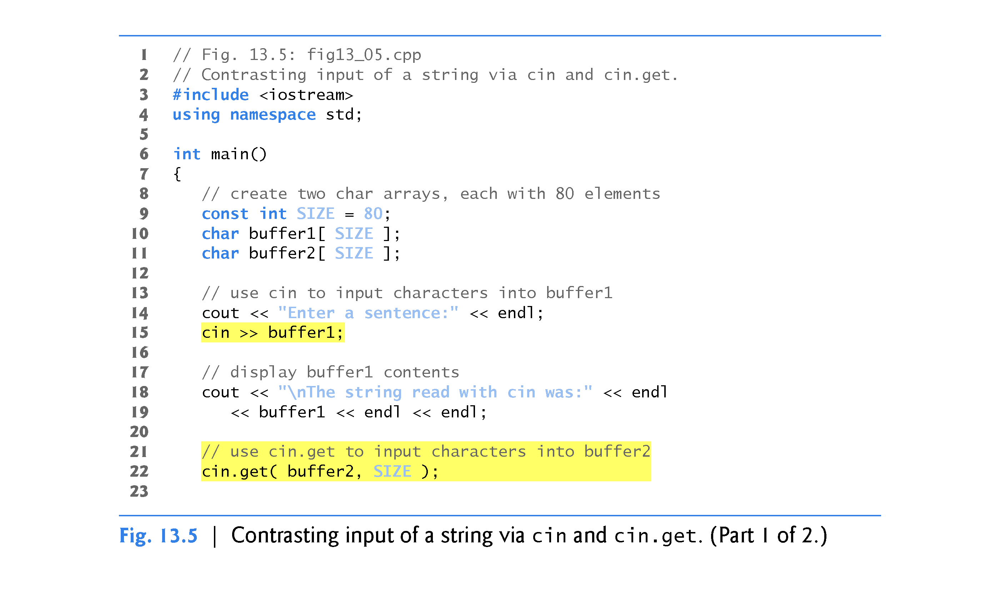 1 // Fig. 13.5: fig13_05.cpp
2 // Contrasting input of a string via cin and cin.get.
3 #include <iostream>
4 using namespace std;
5
6 int main()
7 {
8 // create two char arrays, each with 80 elements
9 const int SIZE = 80;
10 char buffer1[ SIZE ];
11 char buffer2[ SIZE ];
12
13 // use cin to input characters into buffer1
14 cout << "Enter a sentence:" << endl;
15 cin >> buffer1;
16
17 // display buffer1 contents
18 cout << "\nThe string read with cin was:" << endl
19 << buffer1 << endl << endl;
20
21 // use cin.get to input characters into buffer2
22 cin.get( buffer2, SIZE );
23
Fig. 13.5 | Contrasting input of a string via cin and cin.get. (Part 1 of 2.)